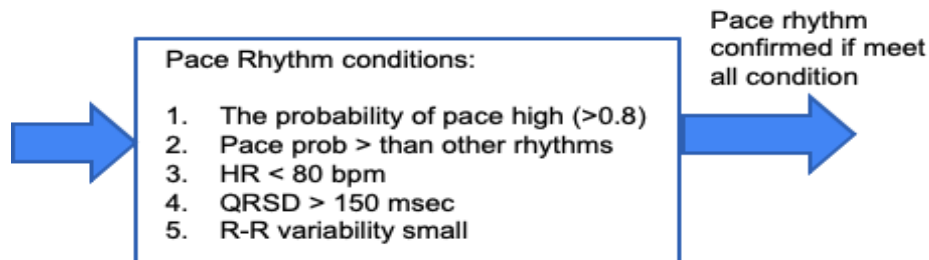 Pace rhythm
confirmed if meet
all condition
Pace Rhythm conditions:
1. The probability of pace high (>0.8)
2. Pace prob > than other rhythms
3. HR < 80 bpm
4. QRSD > 150 msec
5. R-R variability small